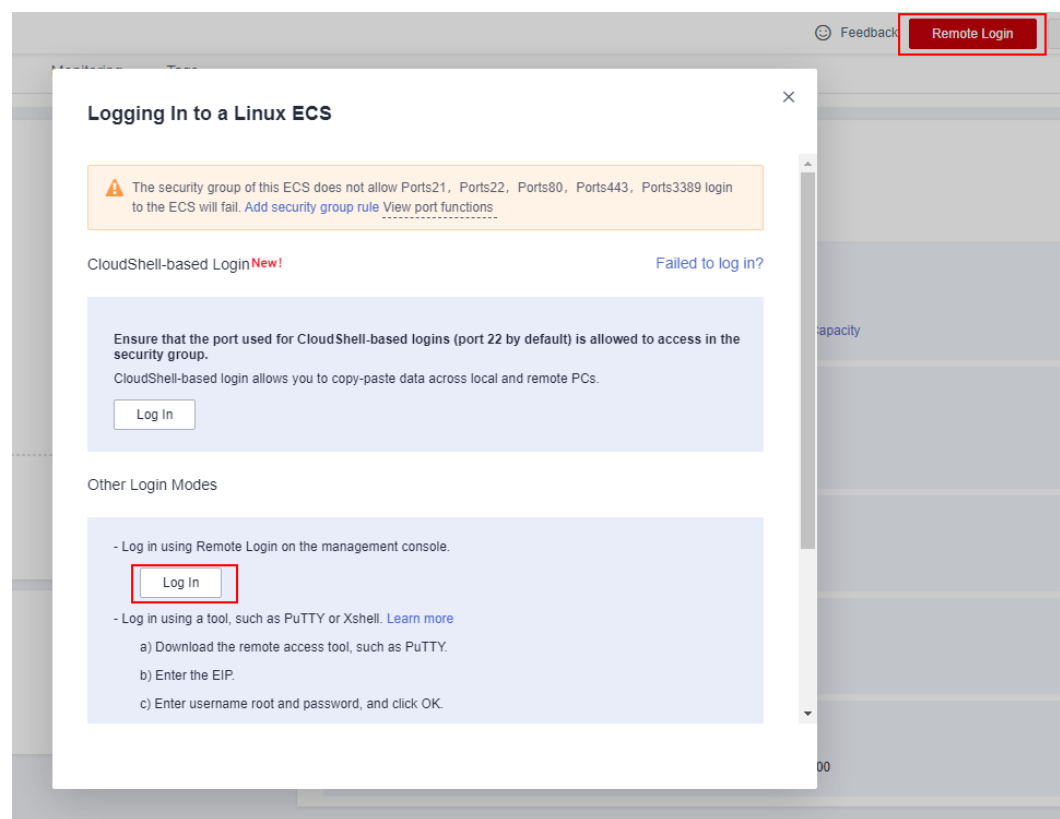 Feedback
Remote Login
Monitoring Tags
Logging In to a Linux ECS
The security group of this ECS does not allow Ports21, Ports22, Ports80, Ports443, Ports3389 login
to the ECS will fail. Add security group rule View port functions
CloudShell-based Login New!
Failed to log in?
Ensure that the port used for CloudShell-based logins (port 22 by default) is allowed to access in the
security group.
CloudShell-based login allows you to copy-paste data across local and remote PCs.
Log In
Capacity
Other Login Modes
- Log in using Remote Login on the management console.
Log In
- Log in using a tool, such as PuTTY or Xshell. Learn more
a) Download the remote access tool, such as PuTTY.
b) Enter the EIP.
c) Enter username root and password, and click OK.
00